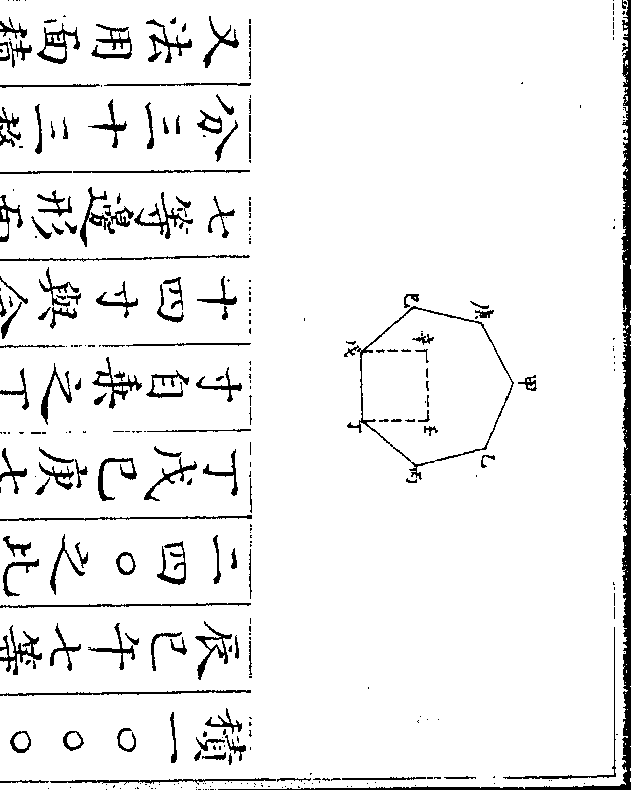 甲
乙
丙
丁
戊
己
庚
辛
壬
積一〇〇〇
辰巳午七等
二四〇之比
丁戊己庚七
寸自乗之丁
十四寸與今
七等邊形面
分三十三釐
又法用面積